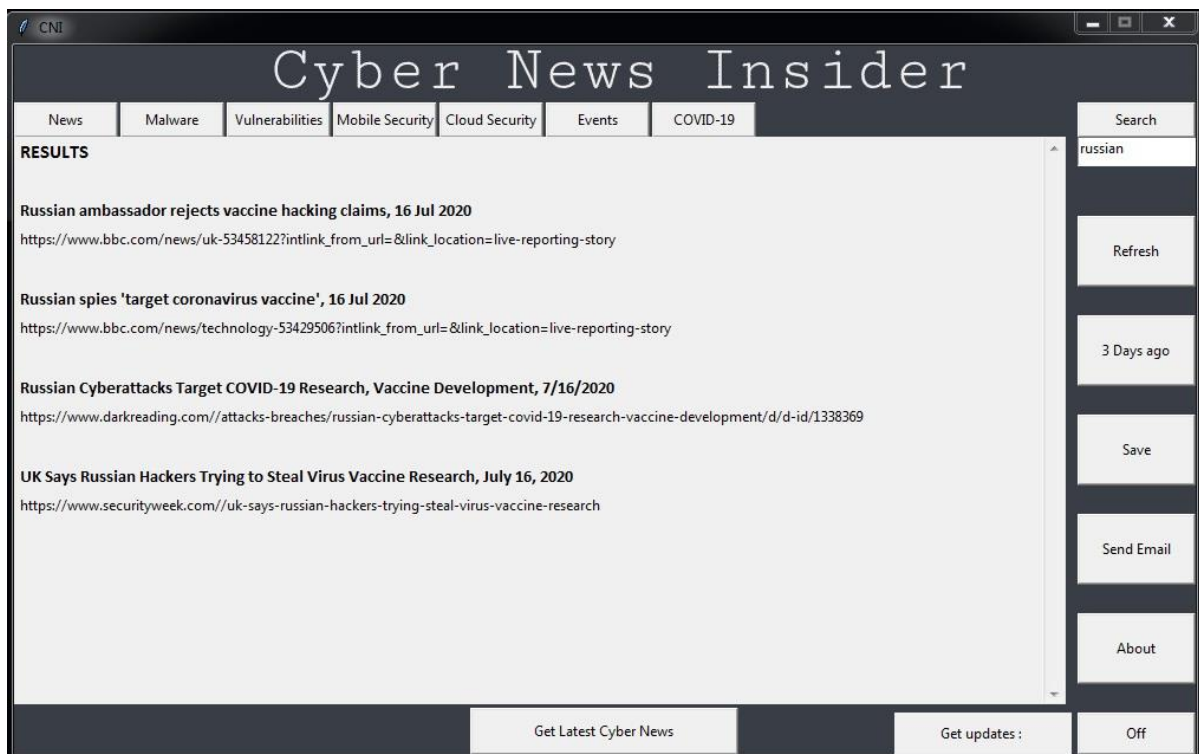 CNI
Cyber News Insider
News Malware Vulnerabilities Mobile Security Cloud Security Events COVID-19 Search
RESULTS
russian
Russian ambassador rejects vaccine hacking claims, 16 Jul 2020
https://www.bbc.com/news/uk-53458122?intlink_from_url=&link_location=live-reporting-story
Refresh
Russian spies 'target coronavirus vaccine', 16 Jul 2020
https://www.bbc.com/news/technology-53429506?intlink_from_url=&link_location=live-reporting-story
3 Days ago
Russian Cyberattacks Target COVID-19 Research, Vaccine Development, 7/16/2020
https://www.darkreading.com//attacks-breaches/russian-cyberattacks-target-covid-19-research-vaccine-development/d/d-id/1338369
Save
UK Says Russian Hackers Trying to Steal Virus Vaccine Research, July 16, 2020
https://www.securityweek.com//uk-says-russian-hackers-trying-steal-virus-vaccine-research
Send Email
About
Get Latest Cyber News Get updates : Off